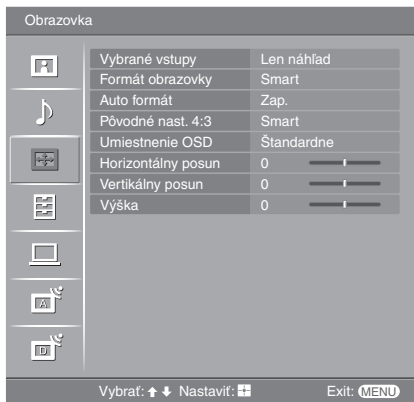 Obrazovka
Vybrané vstupy Len náhľad
Formát obrazovky Smart
Auto formát Zap.
Pôvodné nast. 4:3 Smart
Umiestnenie OSD Štandardne
Horizontálny posun 0
Vertikálny posun 0
Výška 0
A
D
Vybrať: Nastaviť: Exit: MENU